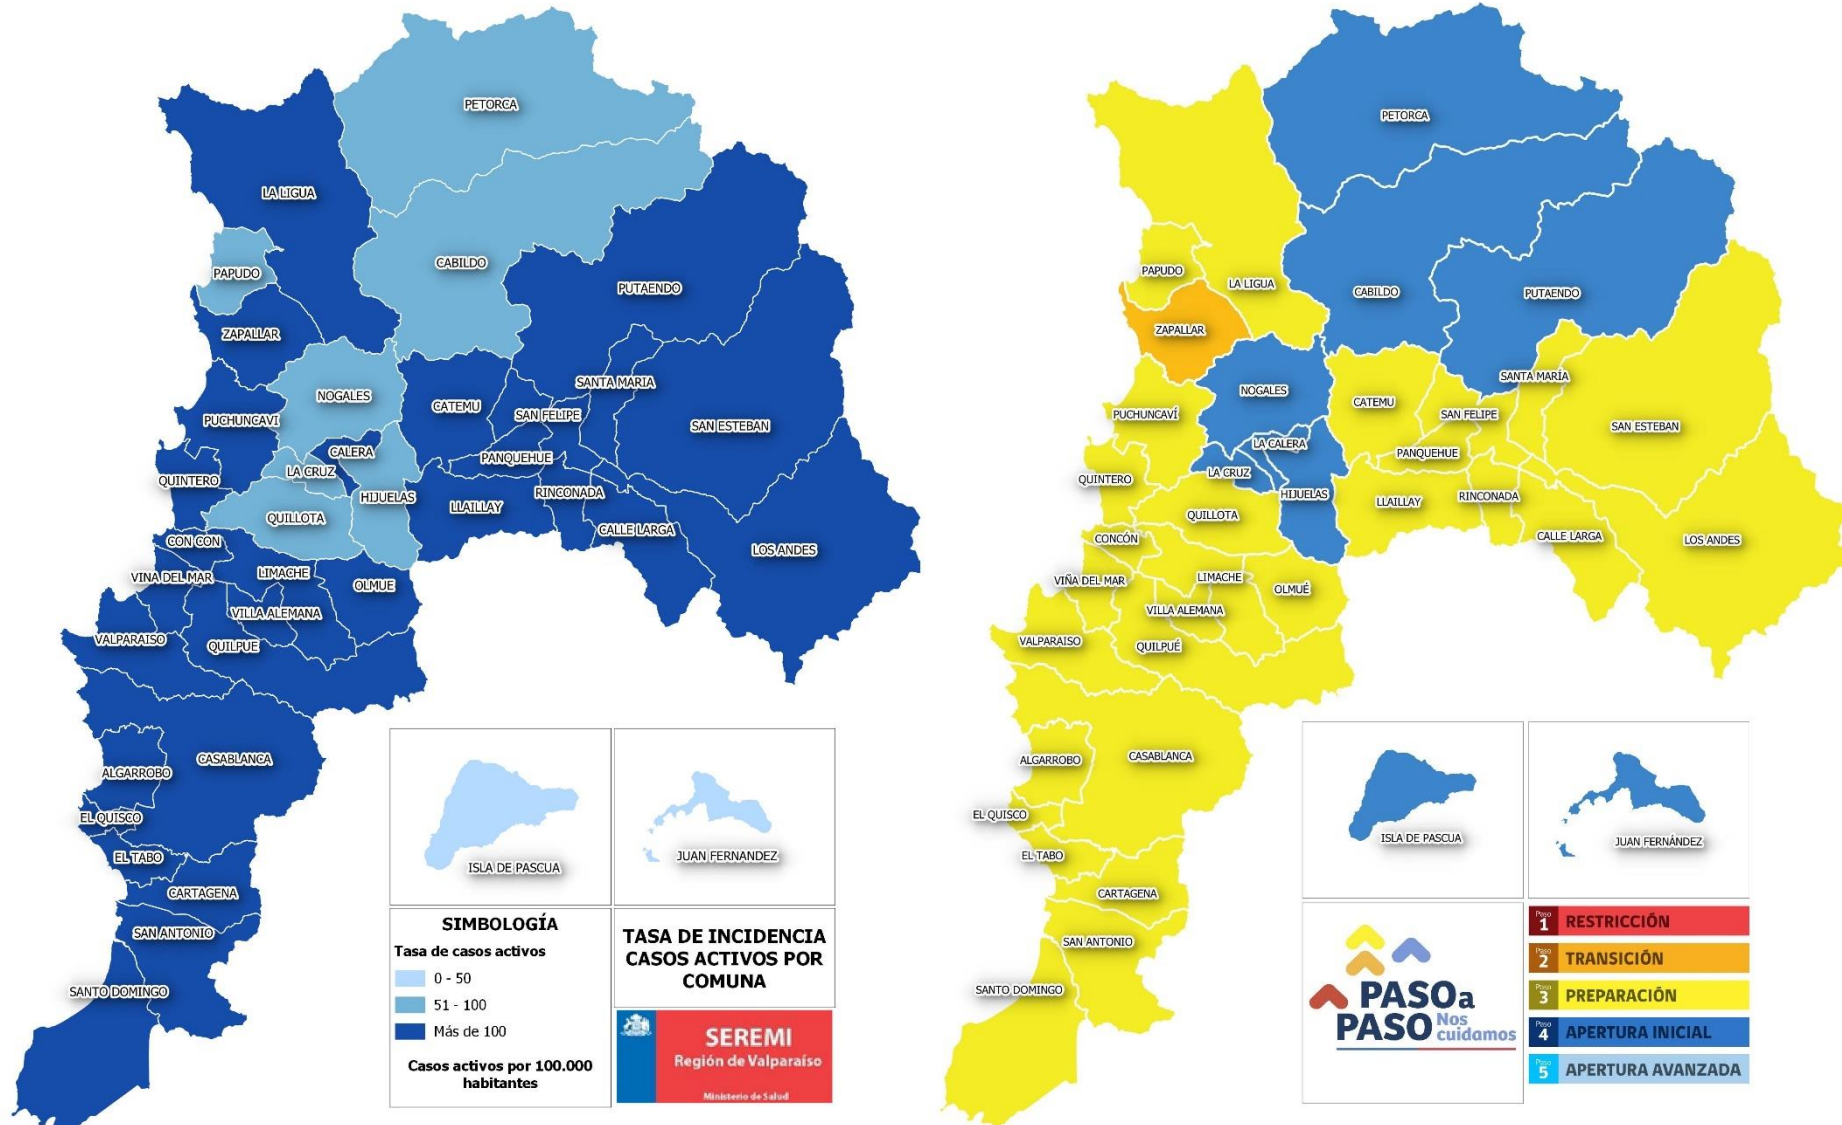 PETORCA
LA LIGUA
CABILDO
PAPUDO
PUTAENDO
ZAPALLAR
SANTA MARIA
NOGALES
CATEMU
SAN FELIPE
PUCHUNCAVI
SAN ESTEBAN
CALERA
PANQUEHUE
LA CRUZ
QUINTERO
RINCONADA
HIJUELAS
LLAILLAY
QUILLOTA
CALLE LARGA
CON CON
LOS ANDES
LIMACHE
VINA DEL MAR
OLMUE
VILLA ALEMANA
VALPARAISO
QUILPUE
CASABLANCA
ALGARROBO
EL QUISCO
EL TABO
CARTAGENA
SAN ANTONIO
SANTO DOMINGO
ISLA DE PASCUA
JUAN FERNANDEZ
SIMBOLOGÍA
Tasa de casos activos
0 - 50
51 - 100
Más de 100
Casos activos por 100.000
habitantes
TASA DE INCIDENCIA
CASOS ACTIVOS POR
COMUNA
SEREMI
Región de Valparaíso
Ministerio de Salud
PETORCA
PAPUDO
LA LIGUA
CABILDO
PUTAENDO
ZAPALLAR
SANTA MARÍA
NOGALES
CATEMU
PUCHUNCAVÍ
SAN FELIPE
SAN ESTEBAN
LA CALERA
PANQUEHUE
LA CRUZ
QUINTERO
HIJUELAS
RINCONADA
LLAILLAY
QUILLOTA
CALLE LARGA
CONCÓN
LOS ANDES
LIMACHE
VIÑA DEL MAR
OLMUÉ
VILLA ALEMANA
VALPARAISO
QUILPUÉ
CASABLANCA
ALGARROBO
EL QUISCO
EL TABO
CARTAGENA
SAN ANTONIO
SANTO DOMINGO
ISLA DE PASCUA
JUAN FERNÁNDEZ
PASO a
PASO Nos
cuidamos
Paso 1 RESTRICCIÓN
Paso 2 TRANSICIÓN
Paso 3 PREPARACIÓN
Paso 4 APERTURA INICIAL
Paso 5 APERTURA AVANZADA